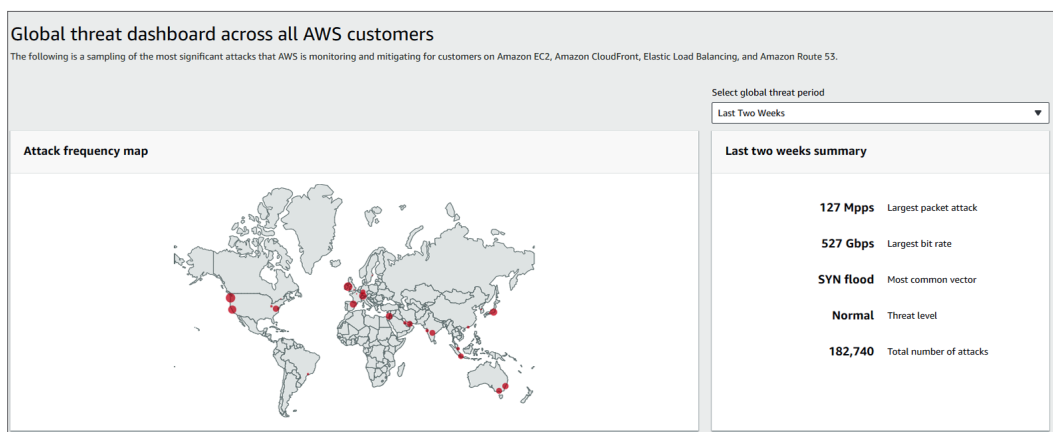 Global threat dashboard across all AWS customers
The following is a sampling of the most significant attacks that AWS is monitoring and mitigating for customers on Amazon EC2, Amazon CloudFront, Elastic Load Balancing, and Amazon Route 53.
Select global threat period
Last Two Weeks
Attack frequency map
Last two weeks summary
127 Mpps Largest packet attack
527 Gbps Largest bit rate
SYN flood Most common vector
Normal Threat level
182,740 Total number of attacks